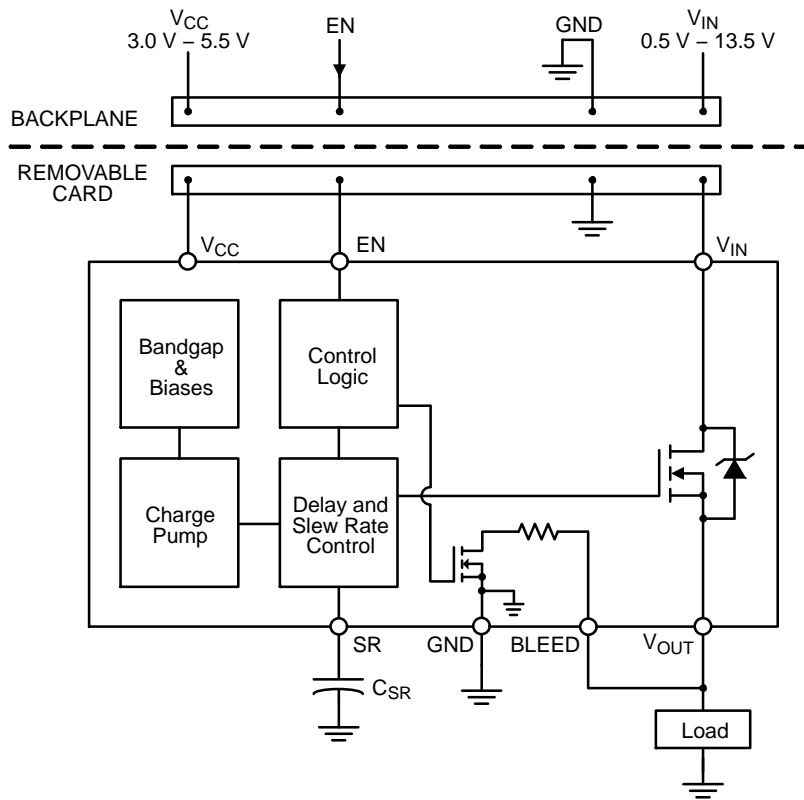 VCC
3.0 V – 5.5 V
EN
GND
VIN
0.5 V – 13.5 V
BACKPLANE
REMOVABLE
CARD
VCC
EN
VIN
Bandgap
&
Biases
Control
Logic
Charge
Pump
Delay and
Slew Rate
Control
SR
GND
BLEED
VOUT
CSR
Load